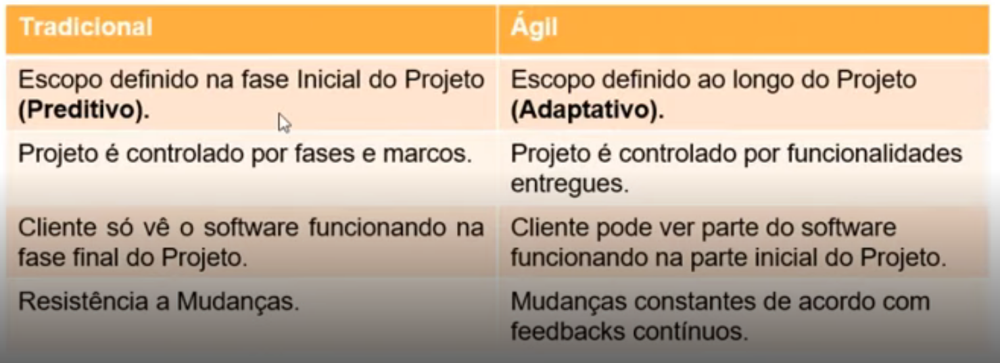 Tradicional
Ágil
Escopo definido na fase Inicial do Projeto
(Preditivo).
Escopo definido ao longo do Projeto
(Adaptativo).
Projeto é controlado por fases e marcos.
Projeto é controlado por funcionalidades
entregues.
Cliente só vê o software funcionando na
fase final do Projeto.
Cliente pode ver parte do software
funcionando na parte inicial do Projeto.
Resistência a Mudanças.
Mudanças constantes de acordo com
feedbacks contínuos.